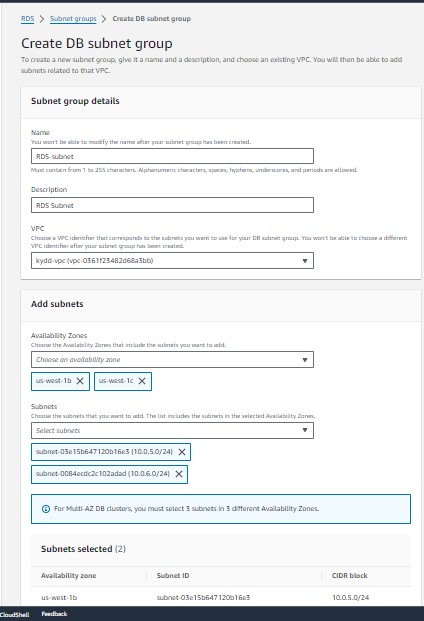 RDS > Subnet groups > Create DB subnet group
Create DB subnet group
To create a new subnet group, give it a name and a description, and choose an existing VPC. You will then be able to add
subnets related to that VPC.
Subnet group details
Name
You won't be able to modify the name after your subnet group has been created.
RDS-subnet
Must contain from 1 to 255 characters. Alphanumeric characters, spaces, hyphens, underscores, and periods are allowed.
Description
RDS Subnet
VPC
Choose a VPC identifier that corresponds to the subnets you want to use for your DB subnet group. You won't be able to choose a different
VPC identifier after your subnet group has been created.
kydd-vpc (vpc-0361f23482d68a3bb)
Add subnets
Availability Zones
Choose the Availability Zones that include the subnets you want to add.
Choose an availability zone
us-west-1b us-west-1c
Subnets
Choose the subnets that you want to add. The list includes the subnets in the selected Availability Zones.
Select subnets
subnet-03e15b647120b16e3 (10.0.5.0/24)
subnet-0084ecdc2c102adad (10.0.6.0/24)
For Multi-AZ DB clusters, you must select 3 subnets in 3 different Availability Zones.
Subnets selected (2)
Availability zone Subnet ID CIDR block
us-west-1b subnet-03e15b647120b16e3 10.0.5.0/24
CloudShell Feedback